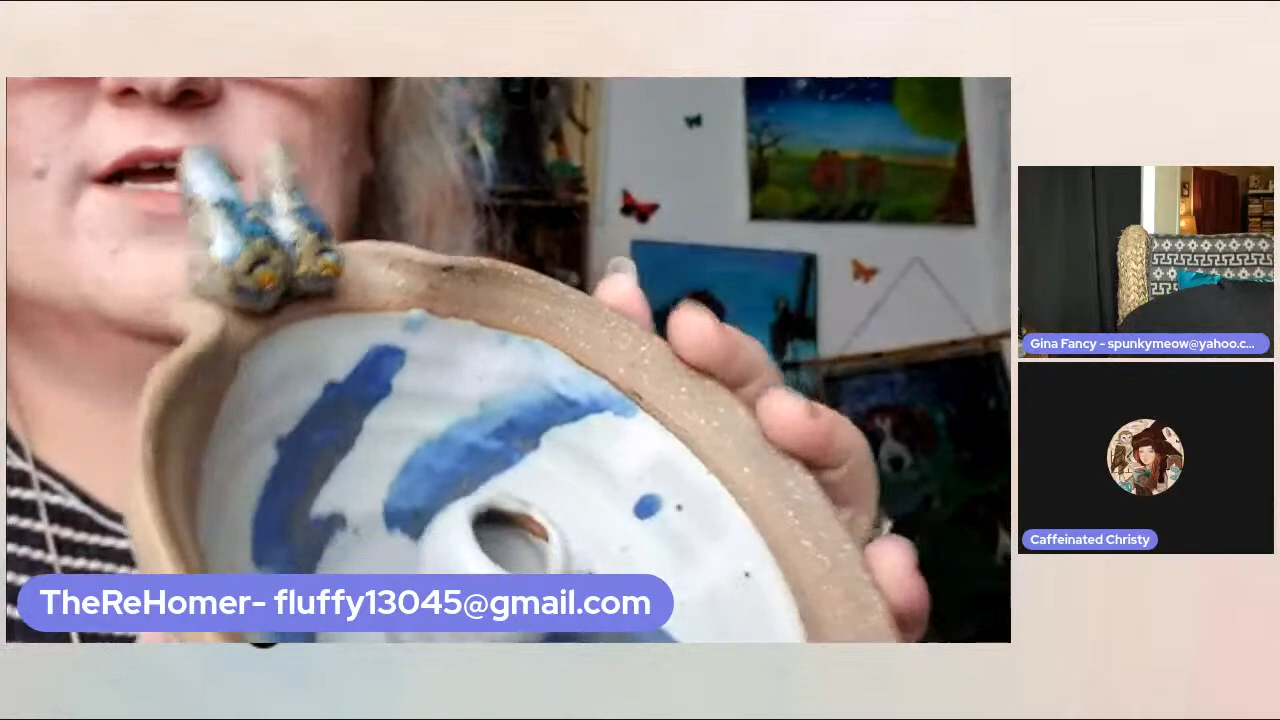 TheReHomer- fluffy13045@gmail.com
Gina Fancy - spunkymeow@yahoo.c...
Caffeinated Christy